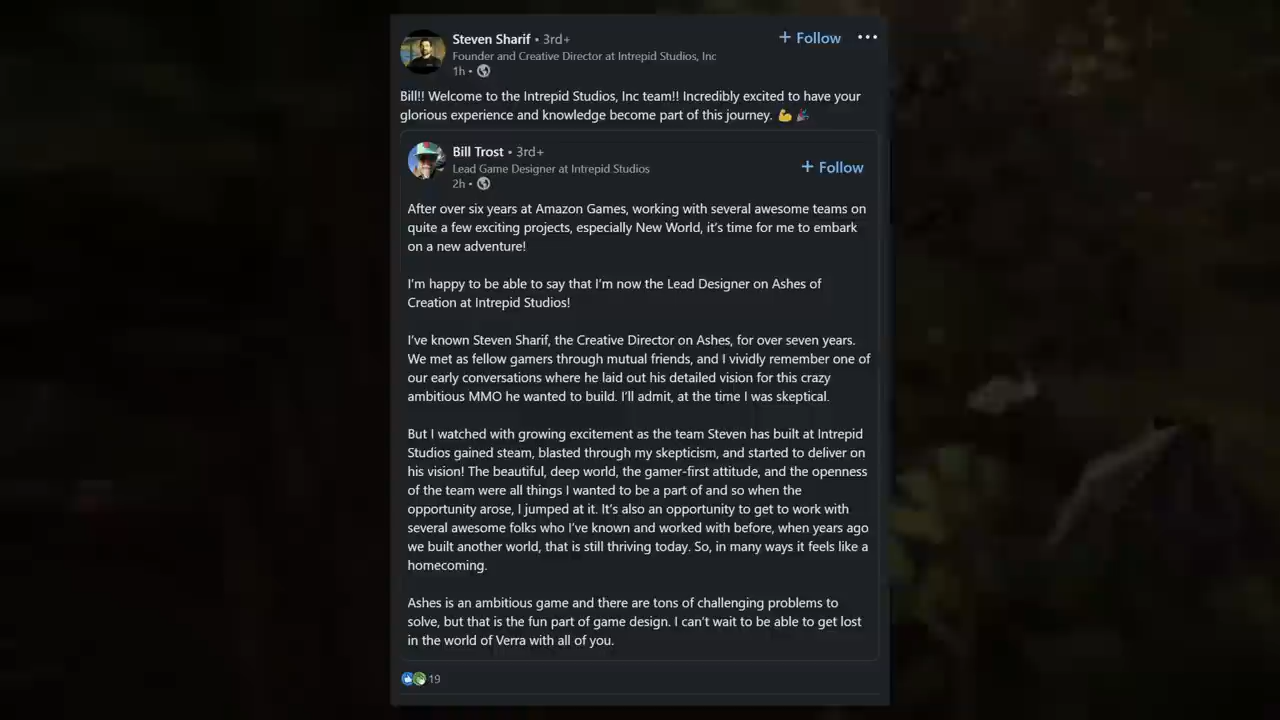 Steven Sharif • 3rd+
+ Follow •••
Founder and Creative Director at Intrepid Studios, Inc
1h •
Bill!! Welcome to the Intrepid Studios, Inc team!! Incredibly excited to have your
glorious experience and knowledge become part of this journey. 💪 🎉
Bill Trost • 3rd+
+ Follow
Lead Game Designer at Intrepid Studios
2h •
After over six years at Amazon Games, working with several awesome teams on
quite a few exciting projects, especially New World, it's time for me to embark
on a new adventure!
I'm happy to be able to say that I'm now the Lead Designer on Ashes of
Creation at Intrepid Studios!
I've known Steven Sharif, the Creative Director on Ashes, for over seven years.
We met as fellow gamers through mutual friends, and I vividly remember one of
our early conversations where he laid out his detailed vision for this crazy
ambitious MMO he wanted to build. I'll admit, at the time I was skeptical.
But I watched with growing excitement as the team Steven has built at Intrepid
Studios gained steam, blasted through my skepticism, and started to deliver on
his vision! The beautiful, deep world, the gamer-first attitude, and the openness
of the team were all things I wanted to be a part of and so when the
opportunity arose, I jumped at it. It's also an opportunity to get to work with
several awesome folks who I've known and worked with before, when years ago
we built another world, that is still thriving today. So, in many ways it feels like a
homecoming.
Ashes is an ambitious game and there are tons of challenging problems to
solve, but that is the fun part of game design. I can't wait to be able to get lost
in the world of Verra with all of you.
19